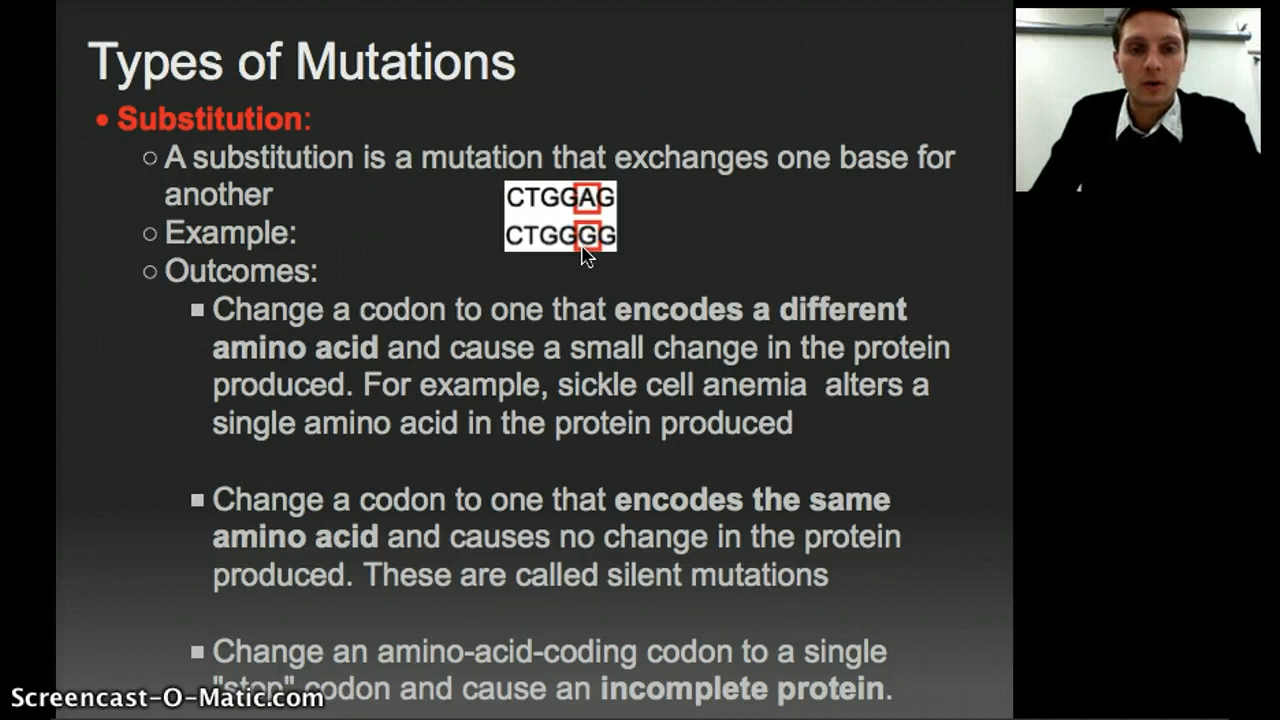 Types of Mutations
• Substitution:
○ A substitution is a mutation that exchanges one base for
another
CTGGAG
○ Example:
CTGGGG
○ Outcomes:
■ Change a codon to one that encodes a different
amino acid and cause a small change in the protein
produced. For example, sickle cell anemia alters a
single amino acid in the protein produced
■ Change a codon to one that encodes the same
amino acid and causes no change in the protein
produced. These are called silent mutations
■ Change an amino-acid-coding codon to a single
"stop" codon and cause an incomplete protein.
Screencast-O-Matic.com